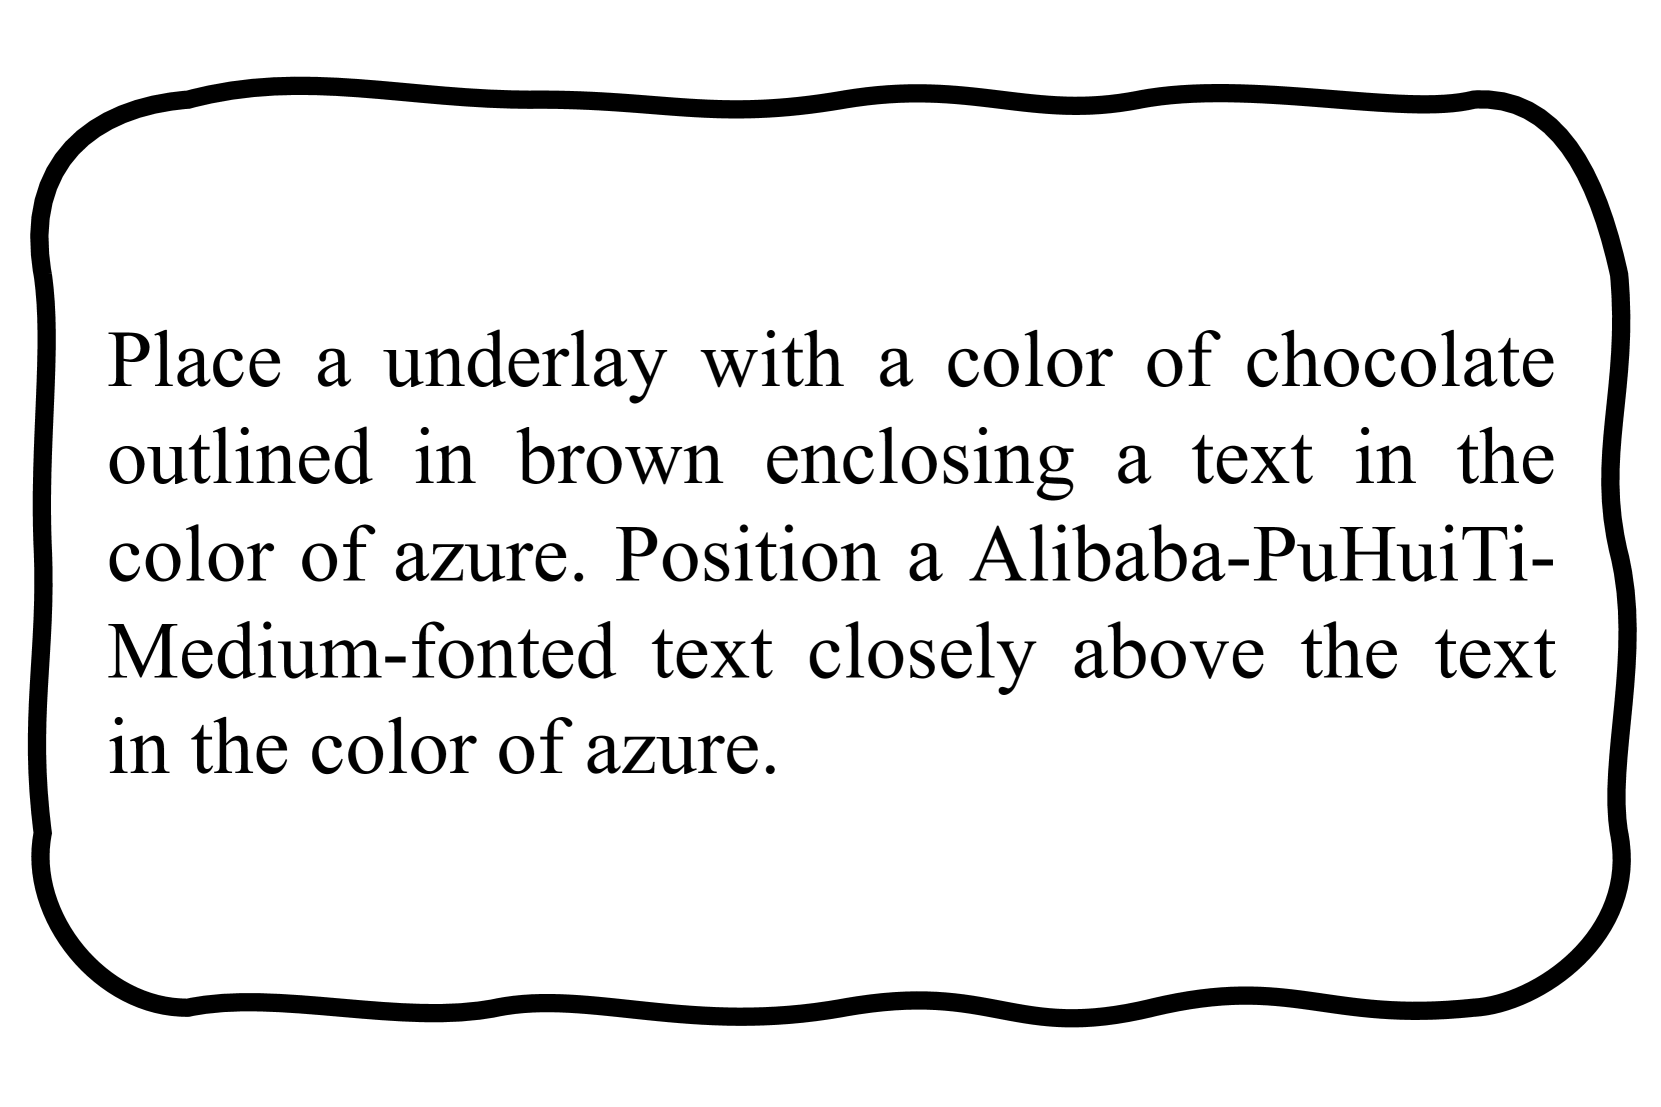 Place a underlay with a color of chocolate
outlined in brown enclosing a text in the
color of azure. Position a Alibaba-PuHuiTi-
Medium-fonted text closely above the text
in the color of azure.